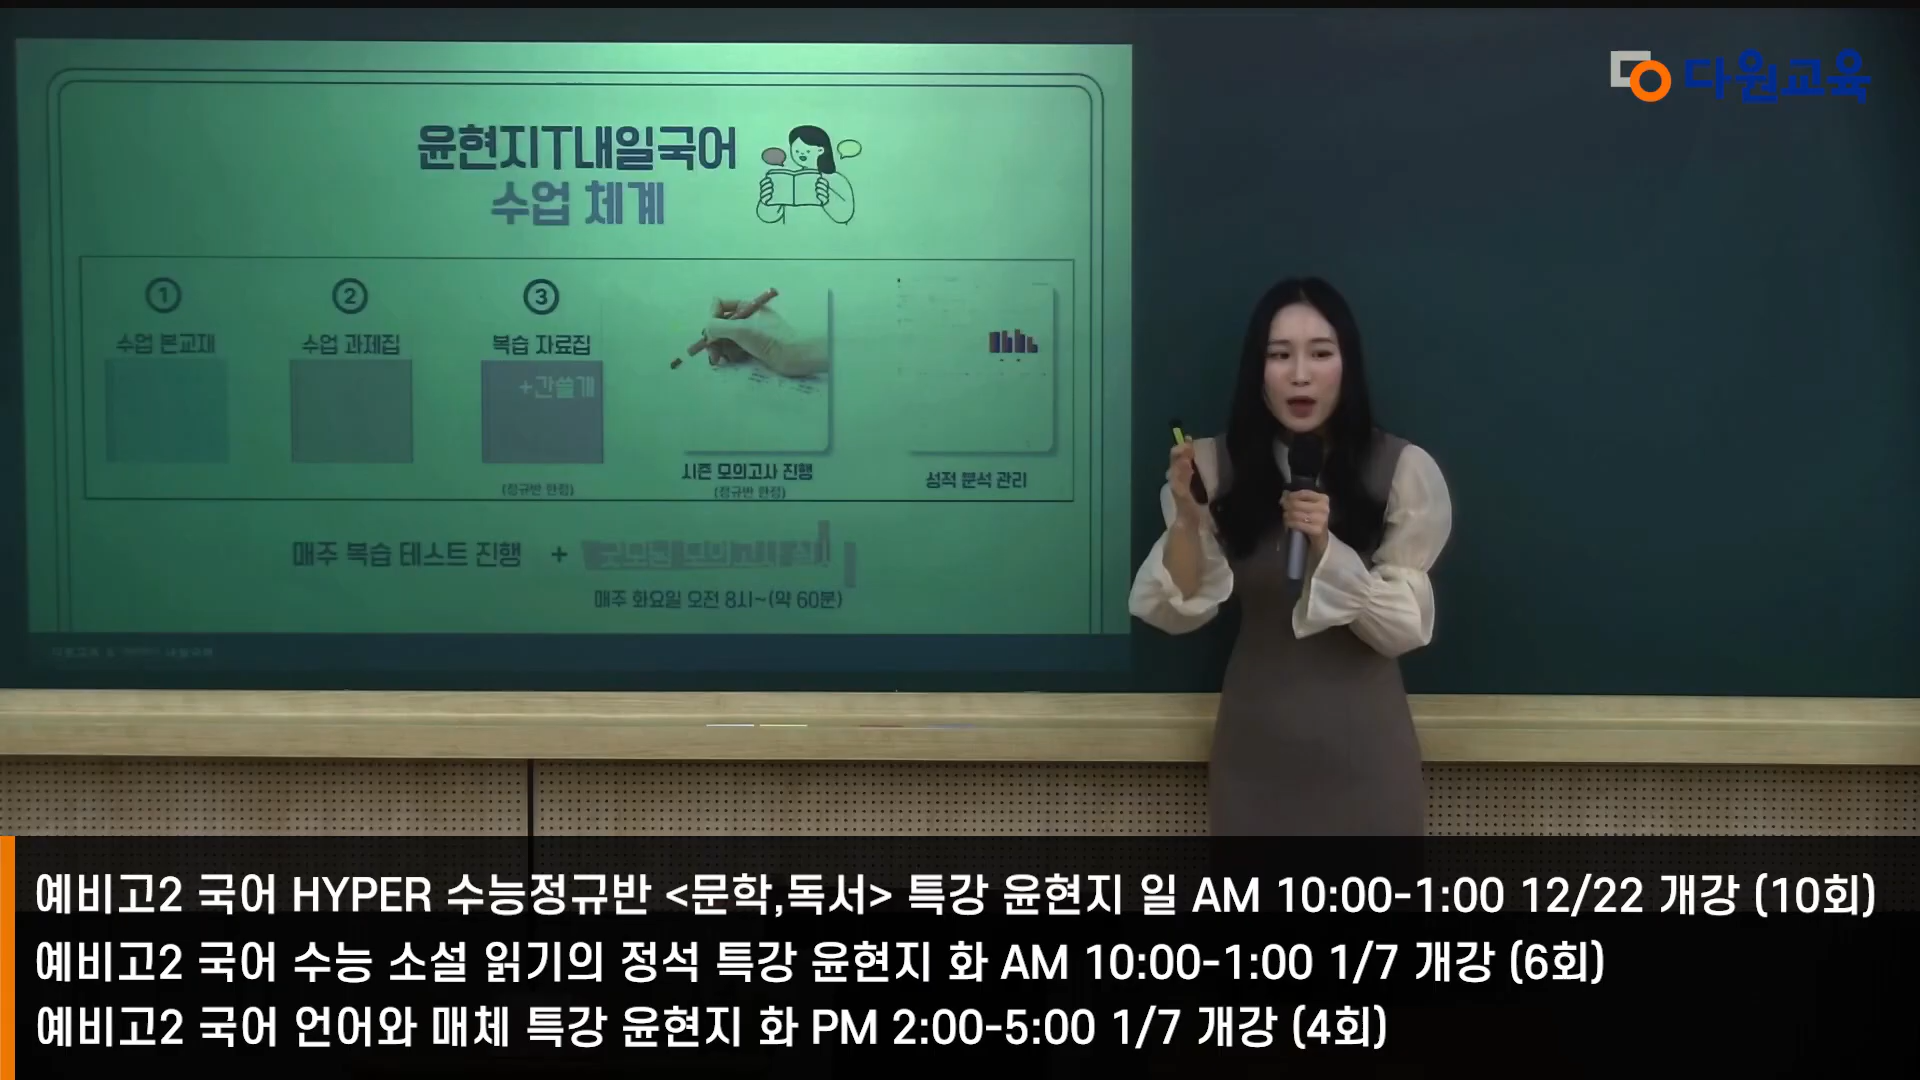 다원교육
윤현지T내일국어
수업 체계
1
수업 본교재
2
수업 과제집
3
복습 자료집
+간쓸개
(정규반 한정)
시즌 모의고사 진행
(정규반 한정)
성적 분석 관리
매주 복습 테스트 진행 +
매주 화요일 오전 8시~(약 60분)
예비고2 국어 HYPER 수능정규반 <문학,독서> 특강 윤현지 일 AM 10:00-1:00 12/22 개강 (10회)
예비고2 국어 수능 소설 읽기의 정석 특강 윤현지 화 AM 10:00-1:00 1/7 개강 (6회)
예비고2 국어 언어와 매체 특강 윤현지 화 PM 2:00-5:00 1/7 개강 (4회)